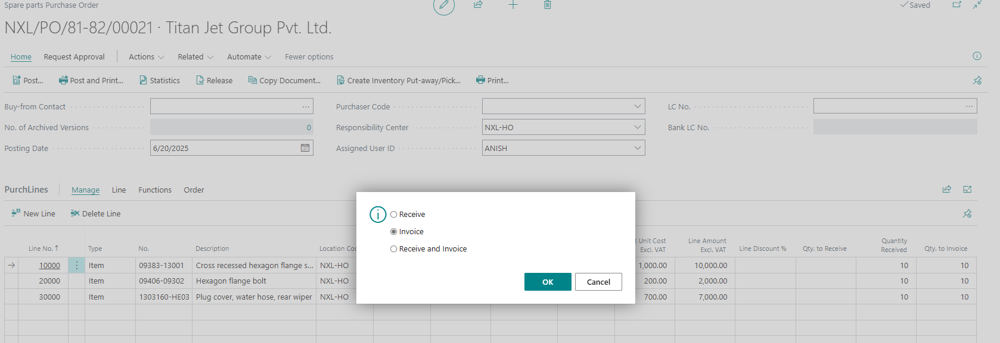 Spare parts Purchase Order
Saved
NXL/PO/81-82/00021 · Titan Jet Group Pvt. Ltd.
Home Request Approval Actions Related Automate Fewer options
Post... Post and Print... Statistics Release Copy Document... Create Inventory Put-away/Pick... Print...
Buy-from Contact Purchaser Code LC No.
No. of Archived Versions 0 Responsibility Center NXL-HO Bank LC No.
Posting Date 6/20/2025 Assigned User ID ANISH
PurchLines Manage Line Functions Order
New Line Delete Line
Receive
Invoice
Receive and Invoice
OK Cancel
Line No. ↑ Type No. Description Location Unit Cost Excl. VAT Line Amount Excl. VAT Line Discount % Qty. to Receive Quantity Received Qty. to Invoice
10000 Item 09383-13001 Cross recessed hexagon flange s... NXL-HO 1,000.00 10,000.00 10 10
20000 Item 09406-09302 Hexagon flange bolt NXL-HO 200.00 2,000.00 10 10
30000 Item 1303160-HE03 Plug cover, water hose, rear wiper NXL-HO 700.00 7,000.00 10 10